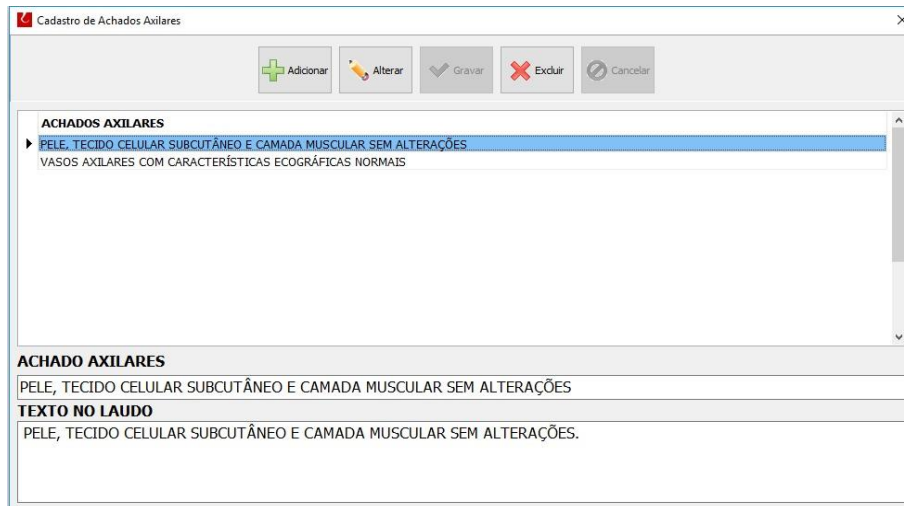 Cadastro de Achados Axilares
Adicionar Alterar Gravar Excluir Cancelar
ACHADOS AXILARES
PELE, TECIDO CELULAR SUBCUTÂNEO E CAMADA MUSCULAR SEM ALTERAÇÕES
VASOS AXILARES COM CARACTERÍSTICAS ECOGRÁFICAS NORMAIS
ACHADO AXILARES
PELE, TECIDO CELULAR SUBCUTÂNEO E CAMADA MUSCULAR SEM ALTERAÇÕES
TEXTO NO LAUDO
PELE, TECIDO CELULAR SUBCUTÂNEO E CAMADA MUSCULAR SEM ALTERAÇÕES.